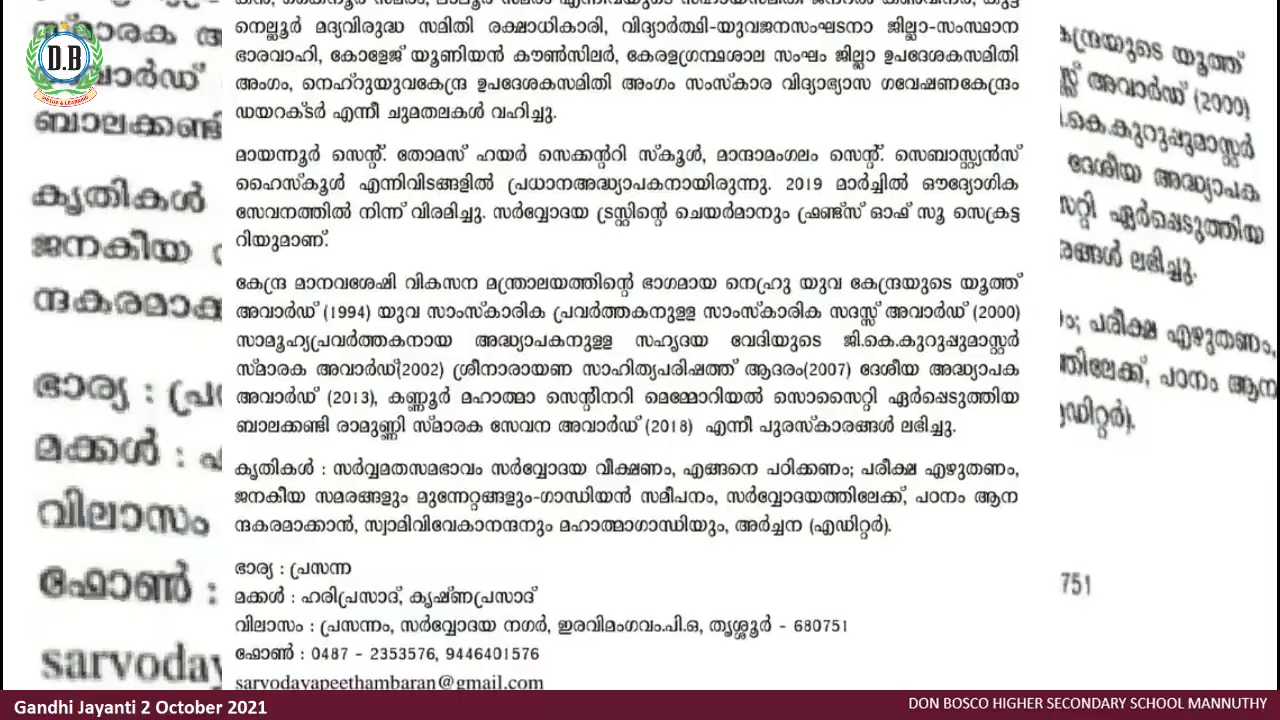 നെല്ലൂർ മദ്യവിരുദ്ധ സമിതി രക്ഷാധികാരി, വിദ്യാർത്ഥി-യുവജനസംഘടനാ ജില്ലാ-സംസ്ഥാന
ഭാരവാഹി, കോളേജ് യൂണിയൻ കൗൺസിലർ, കേരളഗ്രന്ഥശാല സംഘം ജില്ലാ ഉപദേശകസമിതി
അംഗം, നെഹ്റുയുവകേന്ദ്ര ഉപദേശകസമിതി അംഗം സംസ്കാര വിദ്യാഭ്യാസ ഗവേഷണകേന്ദ്രം
ഡയറക്ടർ എന്നീ ചുമതലകൾ വഹിച്ചു.
മായന്നൂർ സെന്റ്. തോമസ് ഹയർ സെക്കന്ററി സ്കൂൾ, മാന്ദാമംഗലം സെന്റ്. സെബാസ്റ്റ്യൻസ്
ഹൈസ്കൂൾ എന്നിവിടങ്ങളിൽ പ്രധാനഅദ്ധ്യാപകനായിരുന്നു. 2019 മാർച്ചിൽ ഔദ്യോഗിക
സേവനത്തിൽ നിന്ന് വിരമിച്ചു. സർവ്വോദയ ട്രസ്റ്റിന്റെ ചെയർമാനും ഫ്രണ്ട്സ് ഓഫ് സൂ സെക്രട്ട
റിയുമാണ്.
കേന്ദ്ര മാനവശേഷി വികസന മന്ത്രാലയത്തിന്റെ ഭാഗമായ നെഹ്രു യുവ കേന്ദ്രയുടെ യൂത്ത്
അവാർഡ് (1994) യുവ സാംസ്കാരിക പ്രവർത്തകനുളള സാംസ്കാരിക സദസ്സ് അവാർഡ് (2000)
സാമൂഹ്യപ്രവർത്തകനായ അദ്ധ്യാപകനുളള സഹൃദയ വേദിയുടെ ജി.കെ.കുറുപ്പുമാസ്റ്റർ
സ്മാരക അവാർഡ്(2002) ശ്രീനാരായണ സാഹിത്യപരിഷത്ത് ആദരം(2007) ദേശീയ അദ്ധ്യാപക
അവാർഡ് (2013), കണ്ണൂർ മഹാത്മാ സെന്റിനറി മെമ്മോറിയൽ സൊസൈറ്റി ഏർപ്പെടുത്തിയ
ബാലക്കണ്ടി രാമുണ്ണി സ്മാരക സേവന അവാർഡ് (2018) എന്നീ പുരസ്കാരങ്ങൾ ലഭിച്ചു.
കൃതികൾ : സർവ്വമതസമഭാവം സർവ്വോദയ വീക്ഷണം, എങ്ങനെ പഠിക്കണം; പരീക്ഷ എഴുതണം,
ജനകീയ സമരങ്ങളും മുന്നേറ്റങ്ങളും-ഗാന്ധിയൻ സമീപനം, സർവ്വോദയത്തിലേക്ക്, പഠനം ആന
ന്ദകരമാക്കാൻ, സ്വാമിവിവേകാനന്ദനും മഹാത്മാഗാന്ധിയും, അർച്ചന (എഡിറ്റർ).
ഭാര്യ : പ്രസന്ന
മക്കൾ : ഹരിപ്രസാദ്, കൃഷ്ണപ്രസാദ്
വിലാസം : പ്രസന്നം, സർവ്വോദയ നഗർ, ഇരവിമംഗവം.പി.ഒ, തൃശ്ശൂർ - 680751
ഫോൺ : 0487 - 2353576, 9446401576
sarvodayapeethambaran@gmail.com
D.B
Gandhi Jayanti 2 October 2021
DON BOSCO HIGHER SECONDARY SCHOOL MANNUTHY